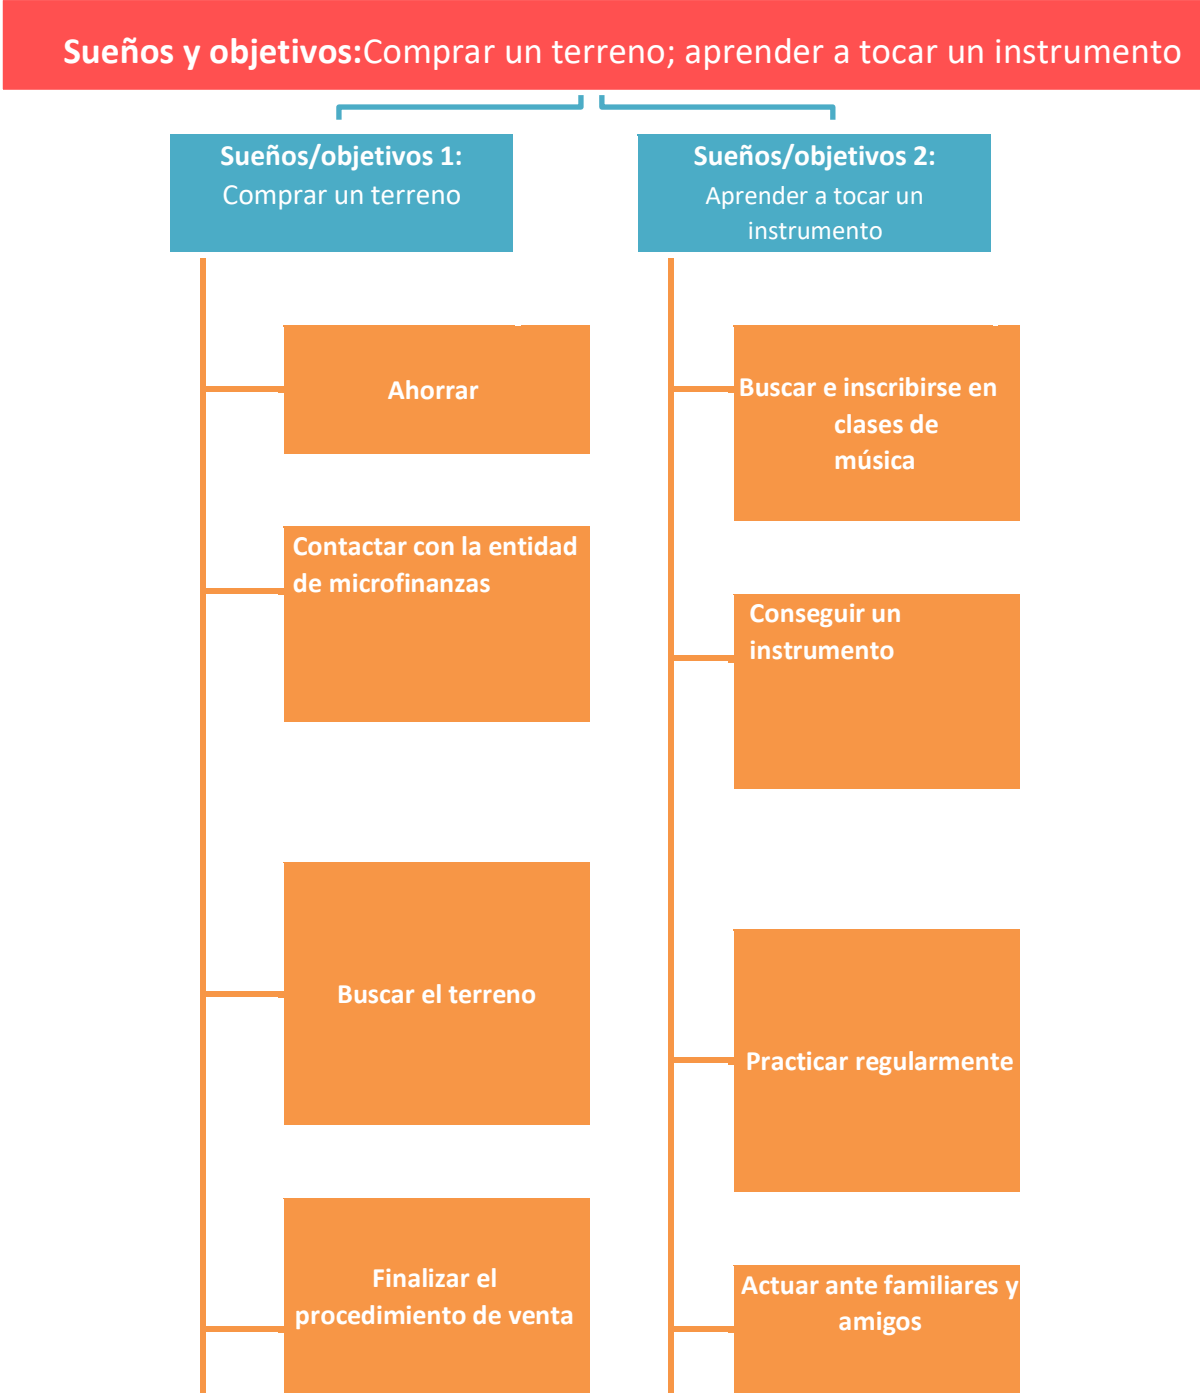 Sueños y objetivos:Comprar un terreno; aprender a tocar un instrumento
Sueños/objetivos 1:
Comprar un terreno
Sueños/objetivos 2:
Aprender a tocar un
instrumento
Ahorrar
Contactar con la entidad
de microfinanzas
Buscar el terreno
Finalizar el
procedimiento de venta
Buscar e inscribirse en
clases de
música
Conseguir un
instrumento
Practicar regularmente
Actuar ante familiares y
amigos